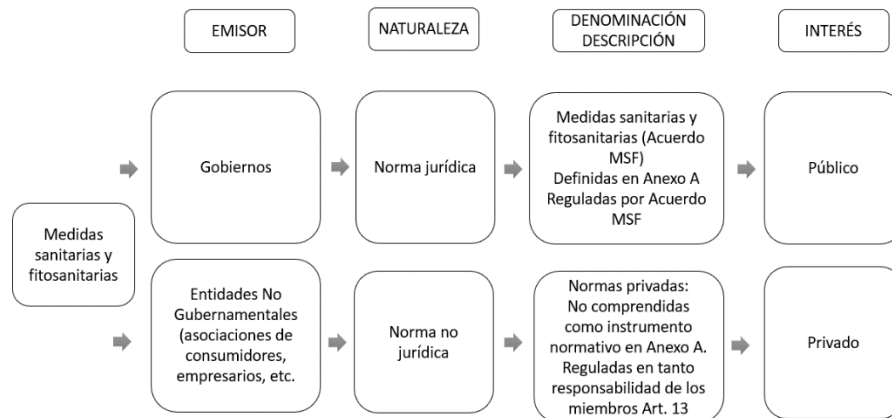 EMISOR
NATURALEZA
DENOMINACIÓN
DESCRIPCIÓN
INTERÉS
Medidas
sanitarias y
fitosanitarias
Gobiernos
Norma jurídica
Medidas sanitarias y
fitosanitarias (Acuerdo
MSF)
Definidas en Anexo A
Reguladas por Acuerdo
MSF
Público
Entidades No
Gubernamentales
(asociaciones de
consumidores,
empresarios, etc.
Norma no
jurídica
Normas privadas:
No comprendidas
como instrumento
normativo en Anexo A.
Reguladas en tanto
responsabilidad de los
miembros Art. 13
Privado